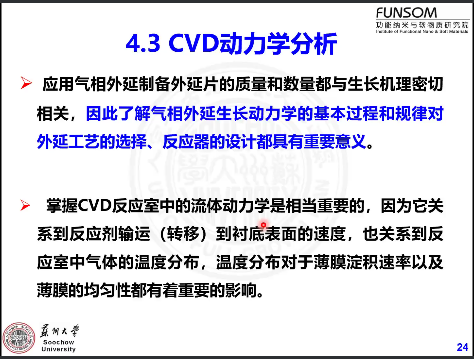 FUNSOM
功能纳米与软物质研究院
Institute of Functional Nano & Soft Materials
4.3 CVD动力学分析
应用气相外延制备外延片的质量和数量都与生长机理密切
相关，因此了解气相外延生长动力学的基本过程和规律对
外延工艺的选择、反应器的设计都具有重要意义。
掌握CVD反应室中的流体动力学是相当重要的，因为它关
系到反应剂输运（转移）到衬底表面的速度，也关系到反
应室中气体的温度分布，温度分布对于薄膜淀积速率以及
薄膜的均匀性都有着重要的影响。
苏州大学
Soochow
University
24